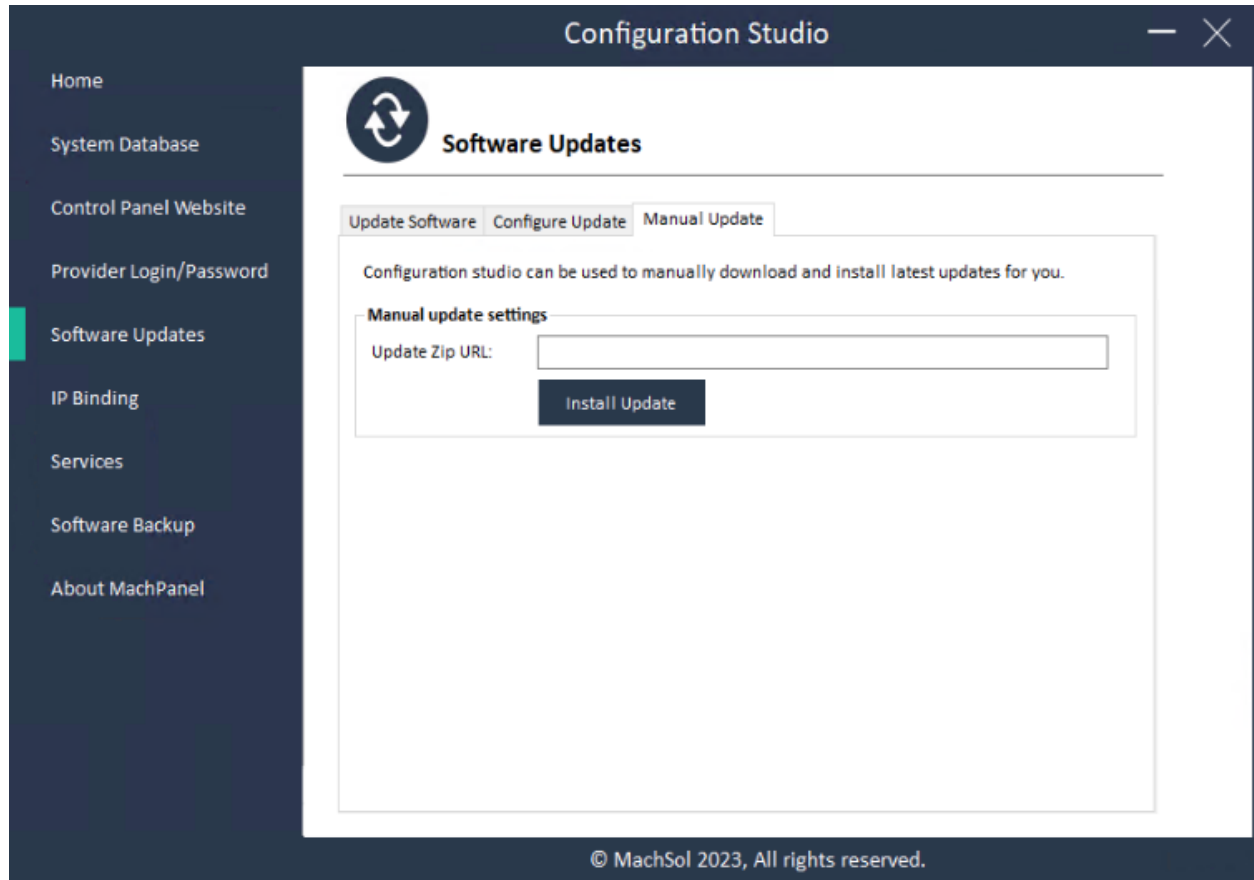 Configuration Studio
Home
System Database
Control Panel Website
Provider Login/Password
Software Updates
IP Binding
Services
Software Backup
About MachPanel
Software Updates
Update Software
Configure Update
Manual Update
Configuration studio can be used to manually download and install latest updates for you.
Manual update settings
Update Zip URL:
Install Update
© MachSol 2023, All rights reserved.